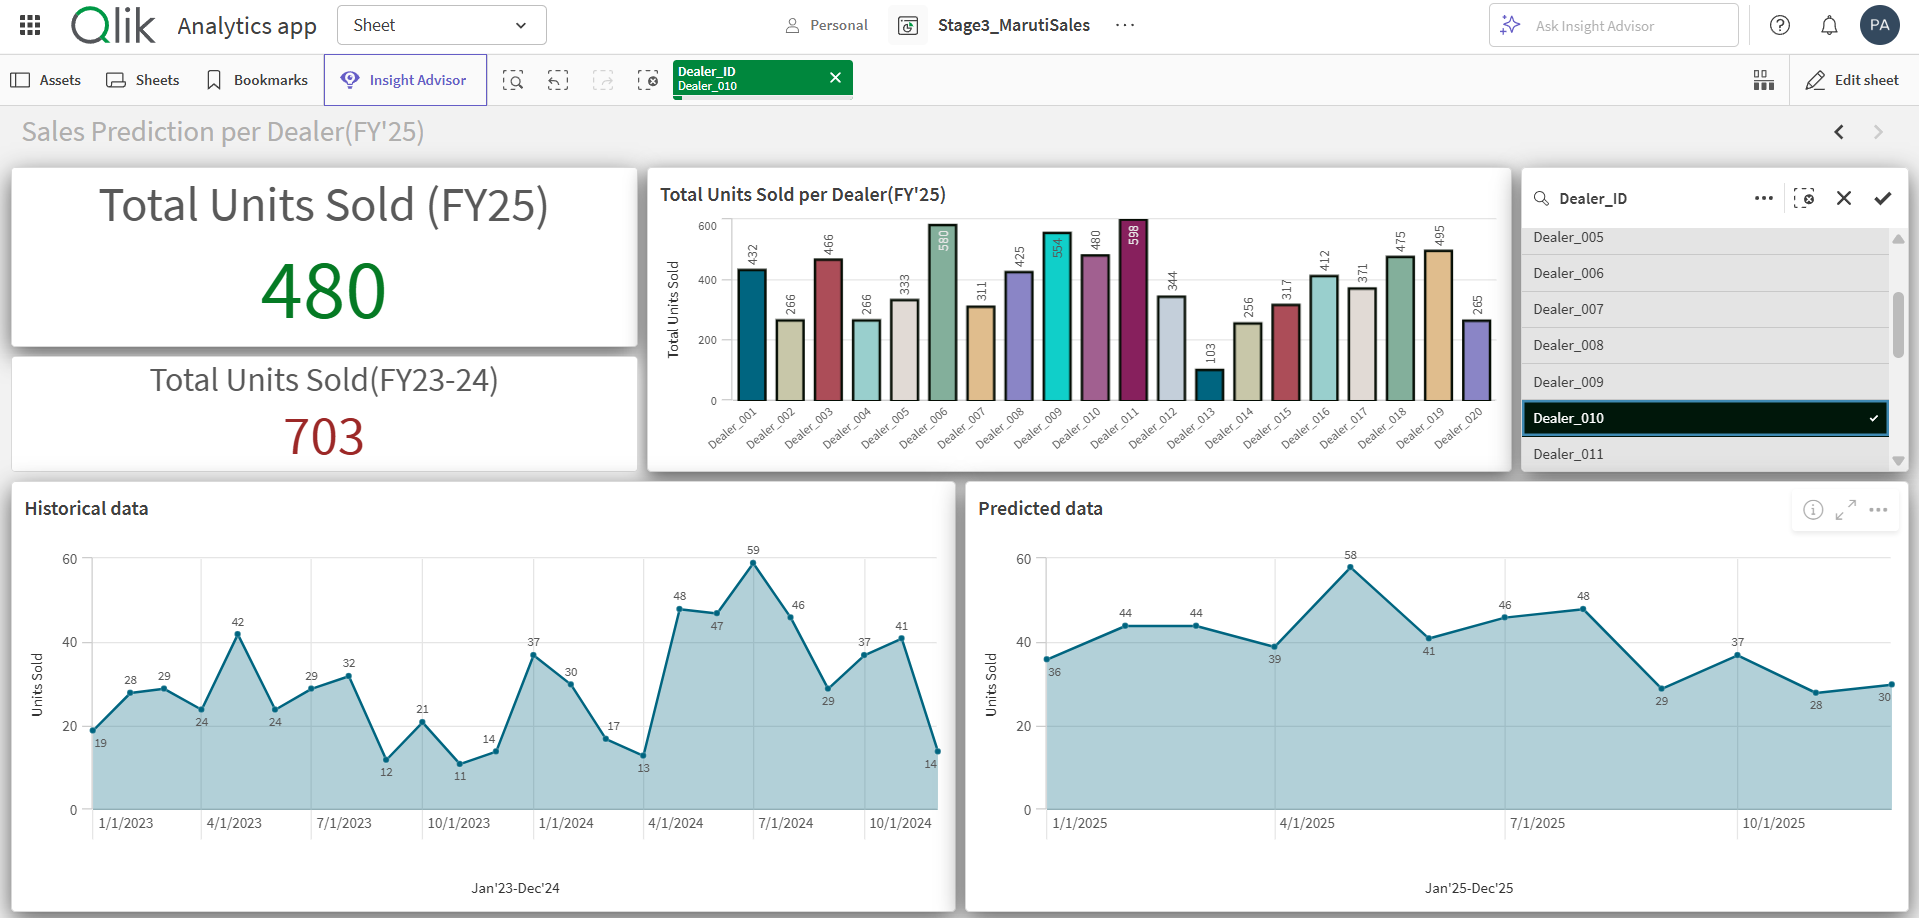 Qlik Analytics app Sheet Personal Stage3_MarutiSales ... Ask Insight Advisor PA
Assets Sheets Bookmarks Insight Advisor Dealer_ID Edit sheet
Dealer_010
Sales Prediction per Dealer(FY'25)
Total Units Sold (FY25)
480
Total Units Sold(FY23-24)
703
Total Units Sold per Dealer(FY'25)
Total Units Sold
600
400
200
0
432 266 466 266 333 580 311 425 554 480 598 344 103 256 317 412 371 475 495 265
Dealer_001 Dealer_002 Dealer_003 Dealer_004 Dealer_005 Dealer_006 Dealer_007 Dealer_008 Dealer_009 Dealer_010 Dealer_011 Dealer_012 Dealer_013 Dealer_014 Dealer_015 Dealer_016 Dealer_017 Dealer_018 Dealer_019 Dealer_020
Dealer_ID
Dealer_005
Dealer_006
Dealer_007
Dealer_008
Dealer_009
Dealer_010
Dealer_011
Historical data
Units Sold
60
40
20
0
19 28 29 24 42 24 29 32 12 21 11 14 37 30 17 13 48 47 59 46 29 37 41 14
1/1/2023 4/1/2023 7/1/2023 10/1/2023 1/1/2024 4/1/2024 7/1/2024 10/1/2024
Jan'23-Dec'24
Predicted data
Units Sold
60
40
20
0
36 44 44 39 58 41 46 48 29 37 28 30
1/1/2025 4/1/2025 7/1/2025 10/1/2025
Jan'25-Dec'25